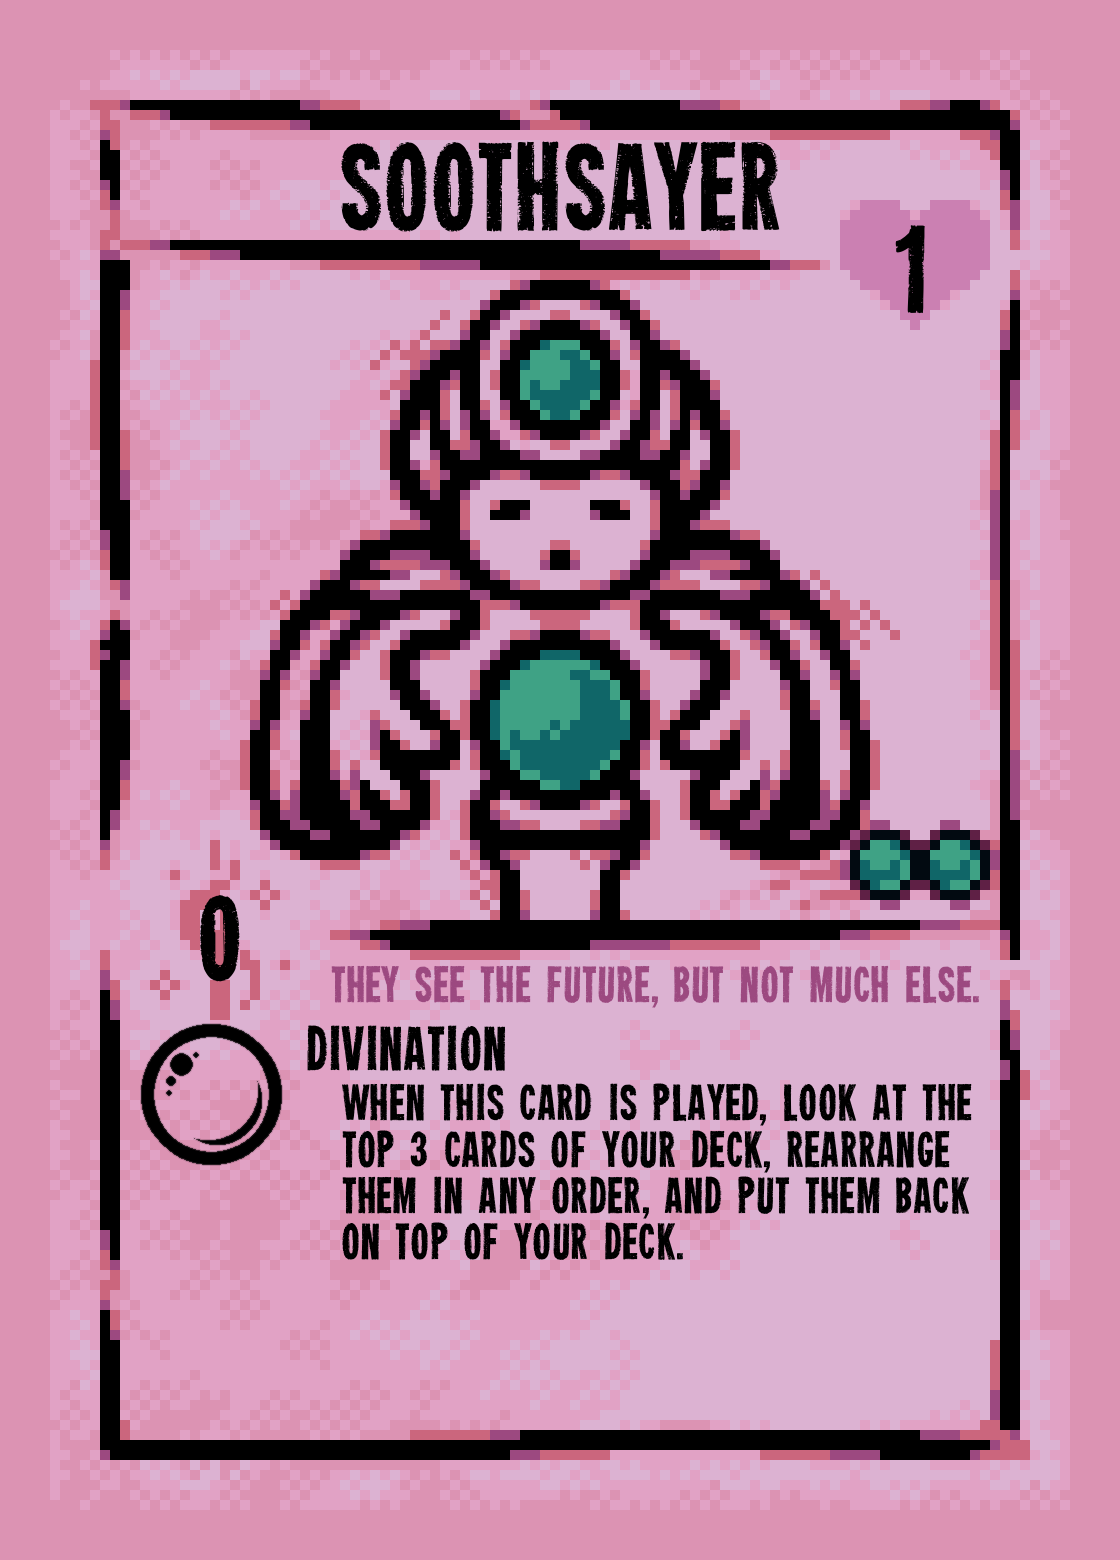 SOOTHSAYER
1
0
THEY SEE THE FUTURE, BUT NOT MUCH ELSE.
DIVINATION
WHEN THIS CARD IS PLAYED, LOOK AT THE
TOP 3 CARDS OF YOUR DECK, REARRANGE
THEM IN ANY ORDER, AND PUT THEM BACK
ON TOP OF YOUR DECK.